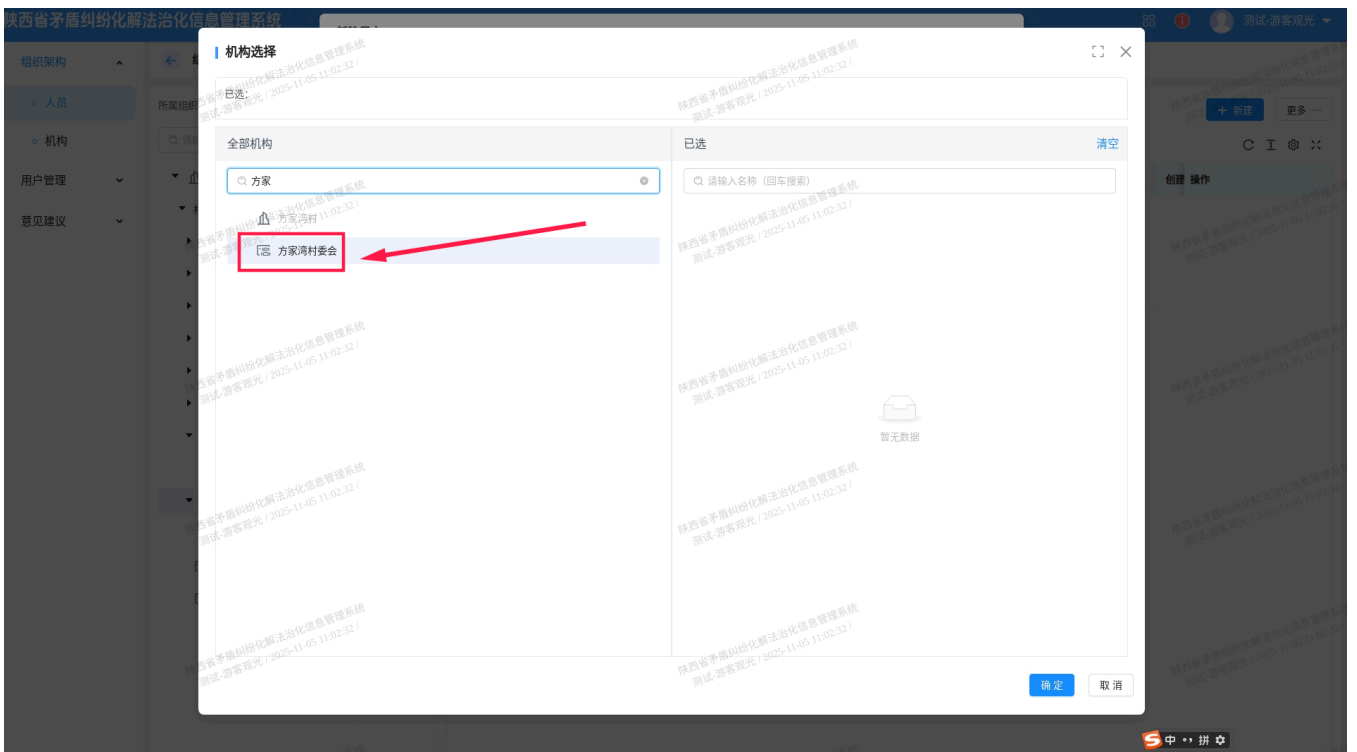 陕西省矛盾纠纷化解法治化信息管理系统
测试-游客观光
组织架构
人员
机构
用户管理
意见建议
所属组织
新建
更多
创建 操作
机构选择
已选:
全部机构
已选
清空
方家
请输入名称（回车搜索）
方家湾村
方家湾村委会
暂无数据
确定
取消
陕西省矛盾纠纷化解法治化信息管理系统
测试-游客观光 / 2025-11-05 11:02:32 /
中 拼